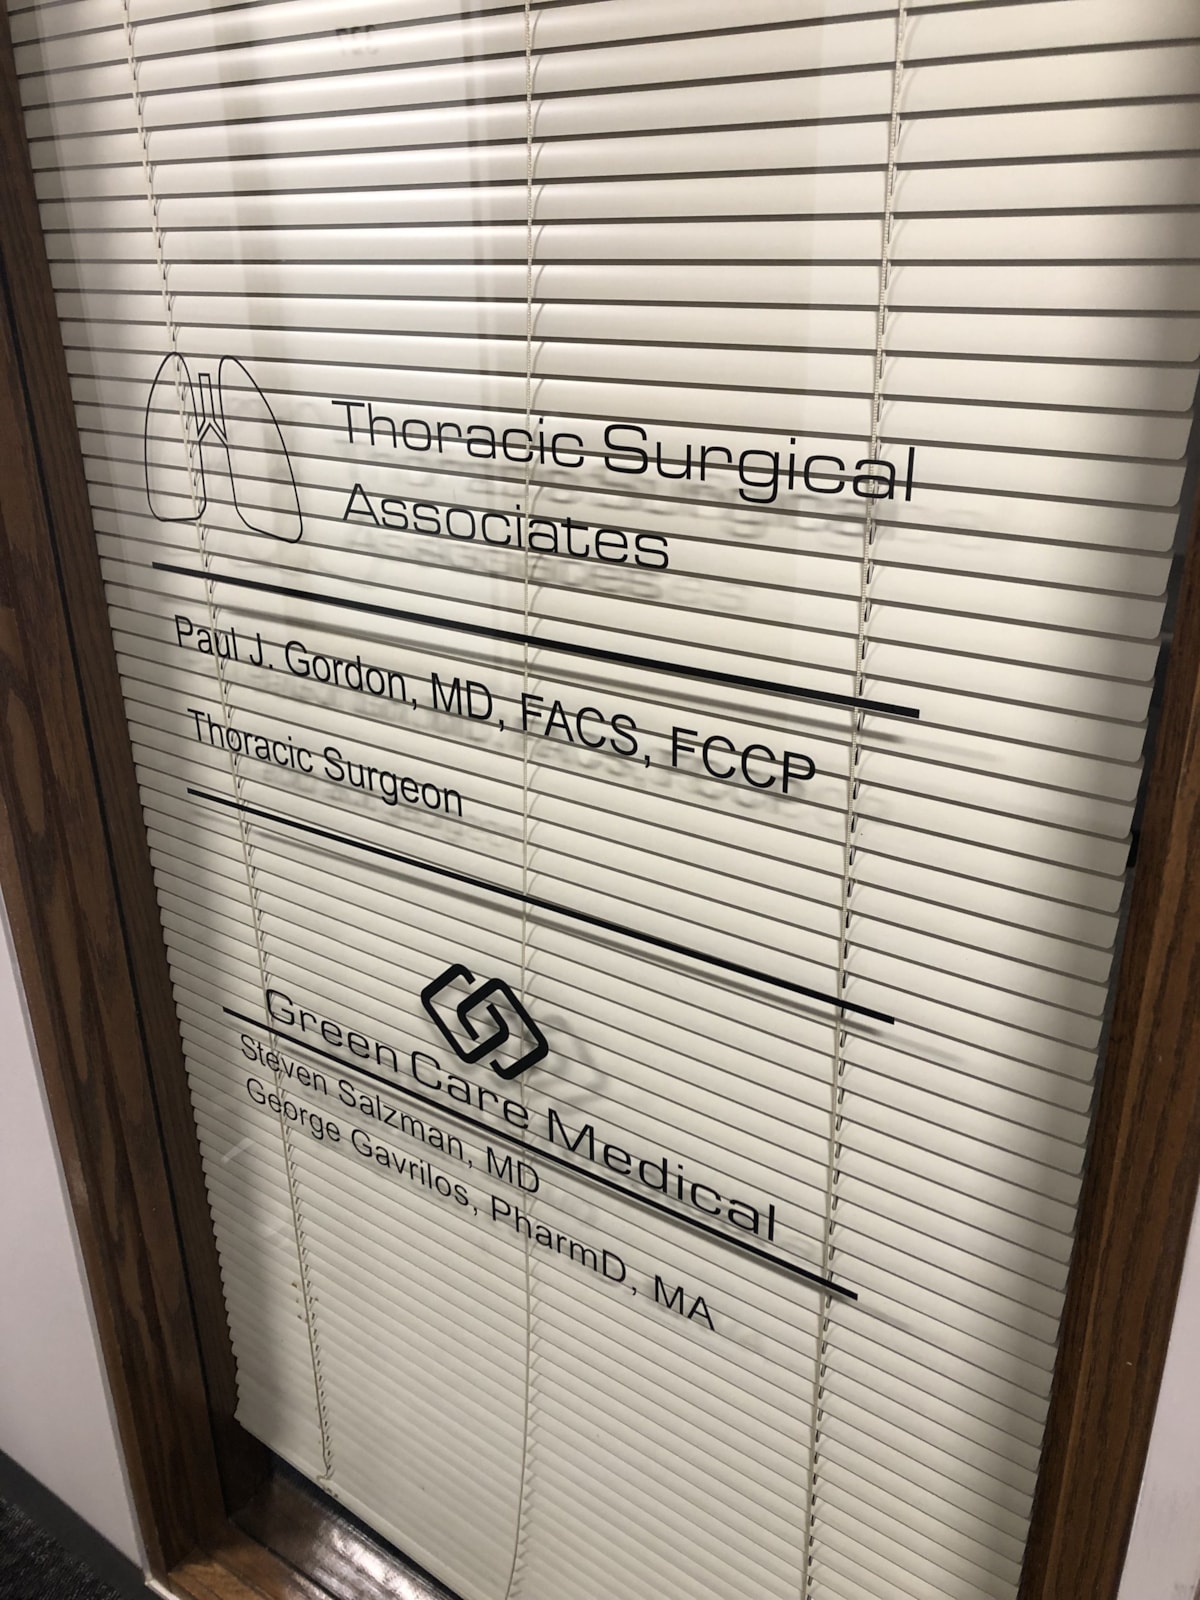 Thoracic Surgical
Associates
Paul J. Gordon, MD, FACS, FCCP
Thoracic Surgeon
Green Care Medical
Steven Salzman, MD
George Gavrilos, PharmD, MA